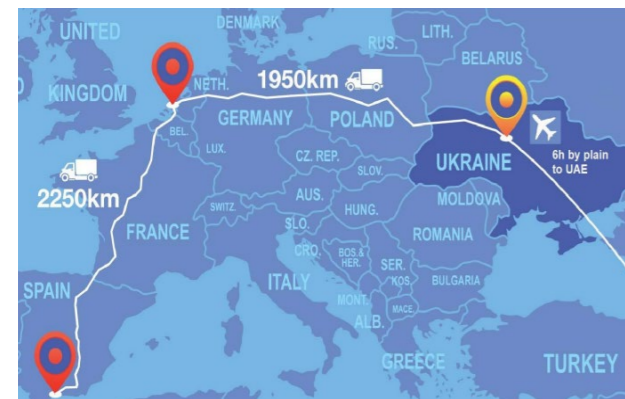 UNITED
KINGDOM
DENMARK
RUS.
LITH.
BELARUS
NETH.
1950km
BEL.
GERMANY
POLAND
LUX.
CZ. REP.
SLOV.
UKRAINE
6h by plain
to UAE
2250km
FRANCE
SWITZ.
AUS.
HUNG.
MOLDOVA
SLO.
CRO.
ROMANIA
BOS.&
HER.
SER.
KOS.
BULGARIA
ITALY
MONT.
MACE.
ALB.
SPAIN
GREECE
TURKEY